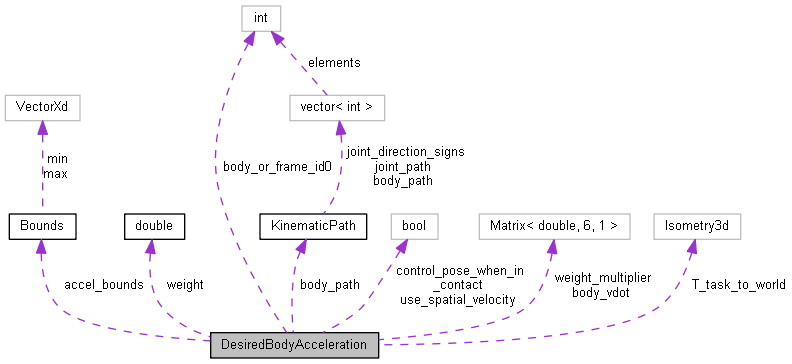 int
elements
VectorXd
vector< int >
min
max
body_or_frame_id0
joint_direction_signs
joint_path
body_path
Bounds
double
KinematicPath
bool
Matrix< double, 6, 1 >
Isometry3d
accel_bounds
weight
body_path
control_pose_when_in
_contact
use_spatial_velocity
weight_multiplier
body_vdot
T_task_to_world
DesiredBodyAcceleration